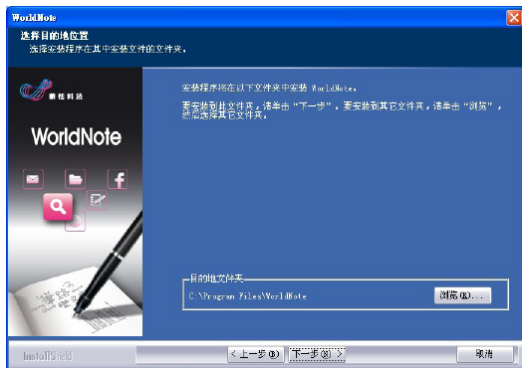 WorldNote
选择目的地位置
选择安装程序在其中安装文件的文件夹。
蒙恬科技
WorldNote
安装程序将在以下文件夹中安装 WorldNote。
要安装到此文件夹，请单击“下一步”。要安装到其它文件夹，请单击“浏览”，
然后选择其它文件夹。
目的地文件夹
C:\Program Files\WorldNote
浏览(R)...
InstallShield
< 上一步(B)
下一步(N) >
取消